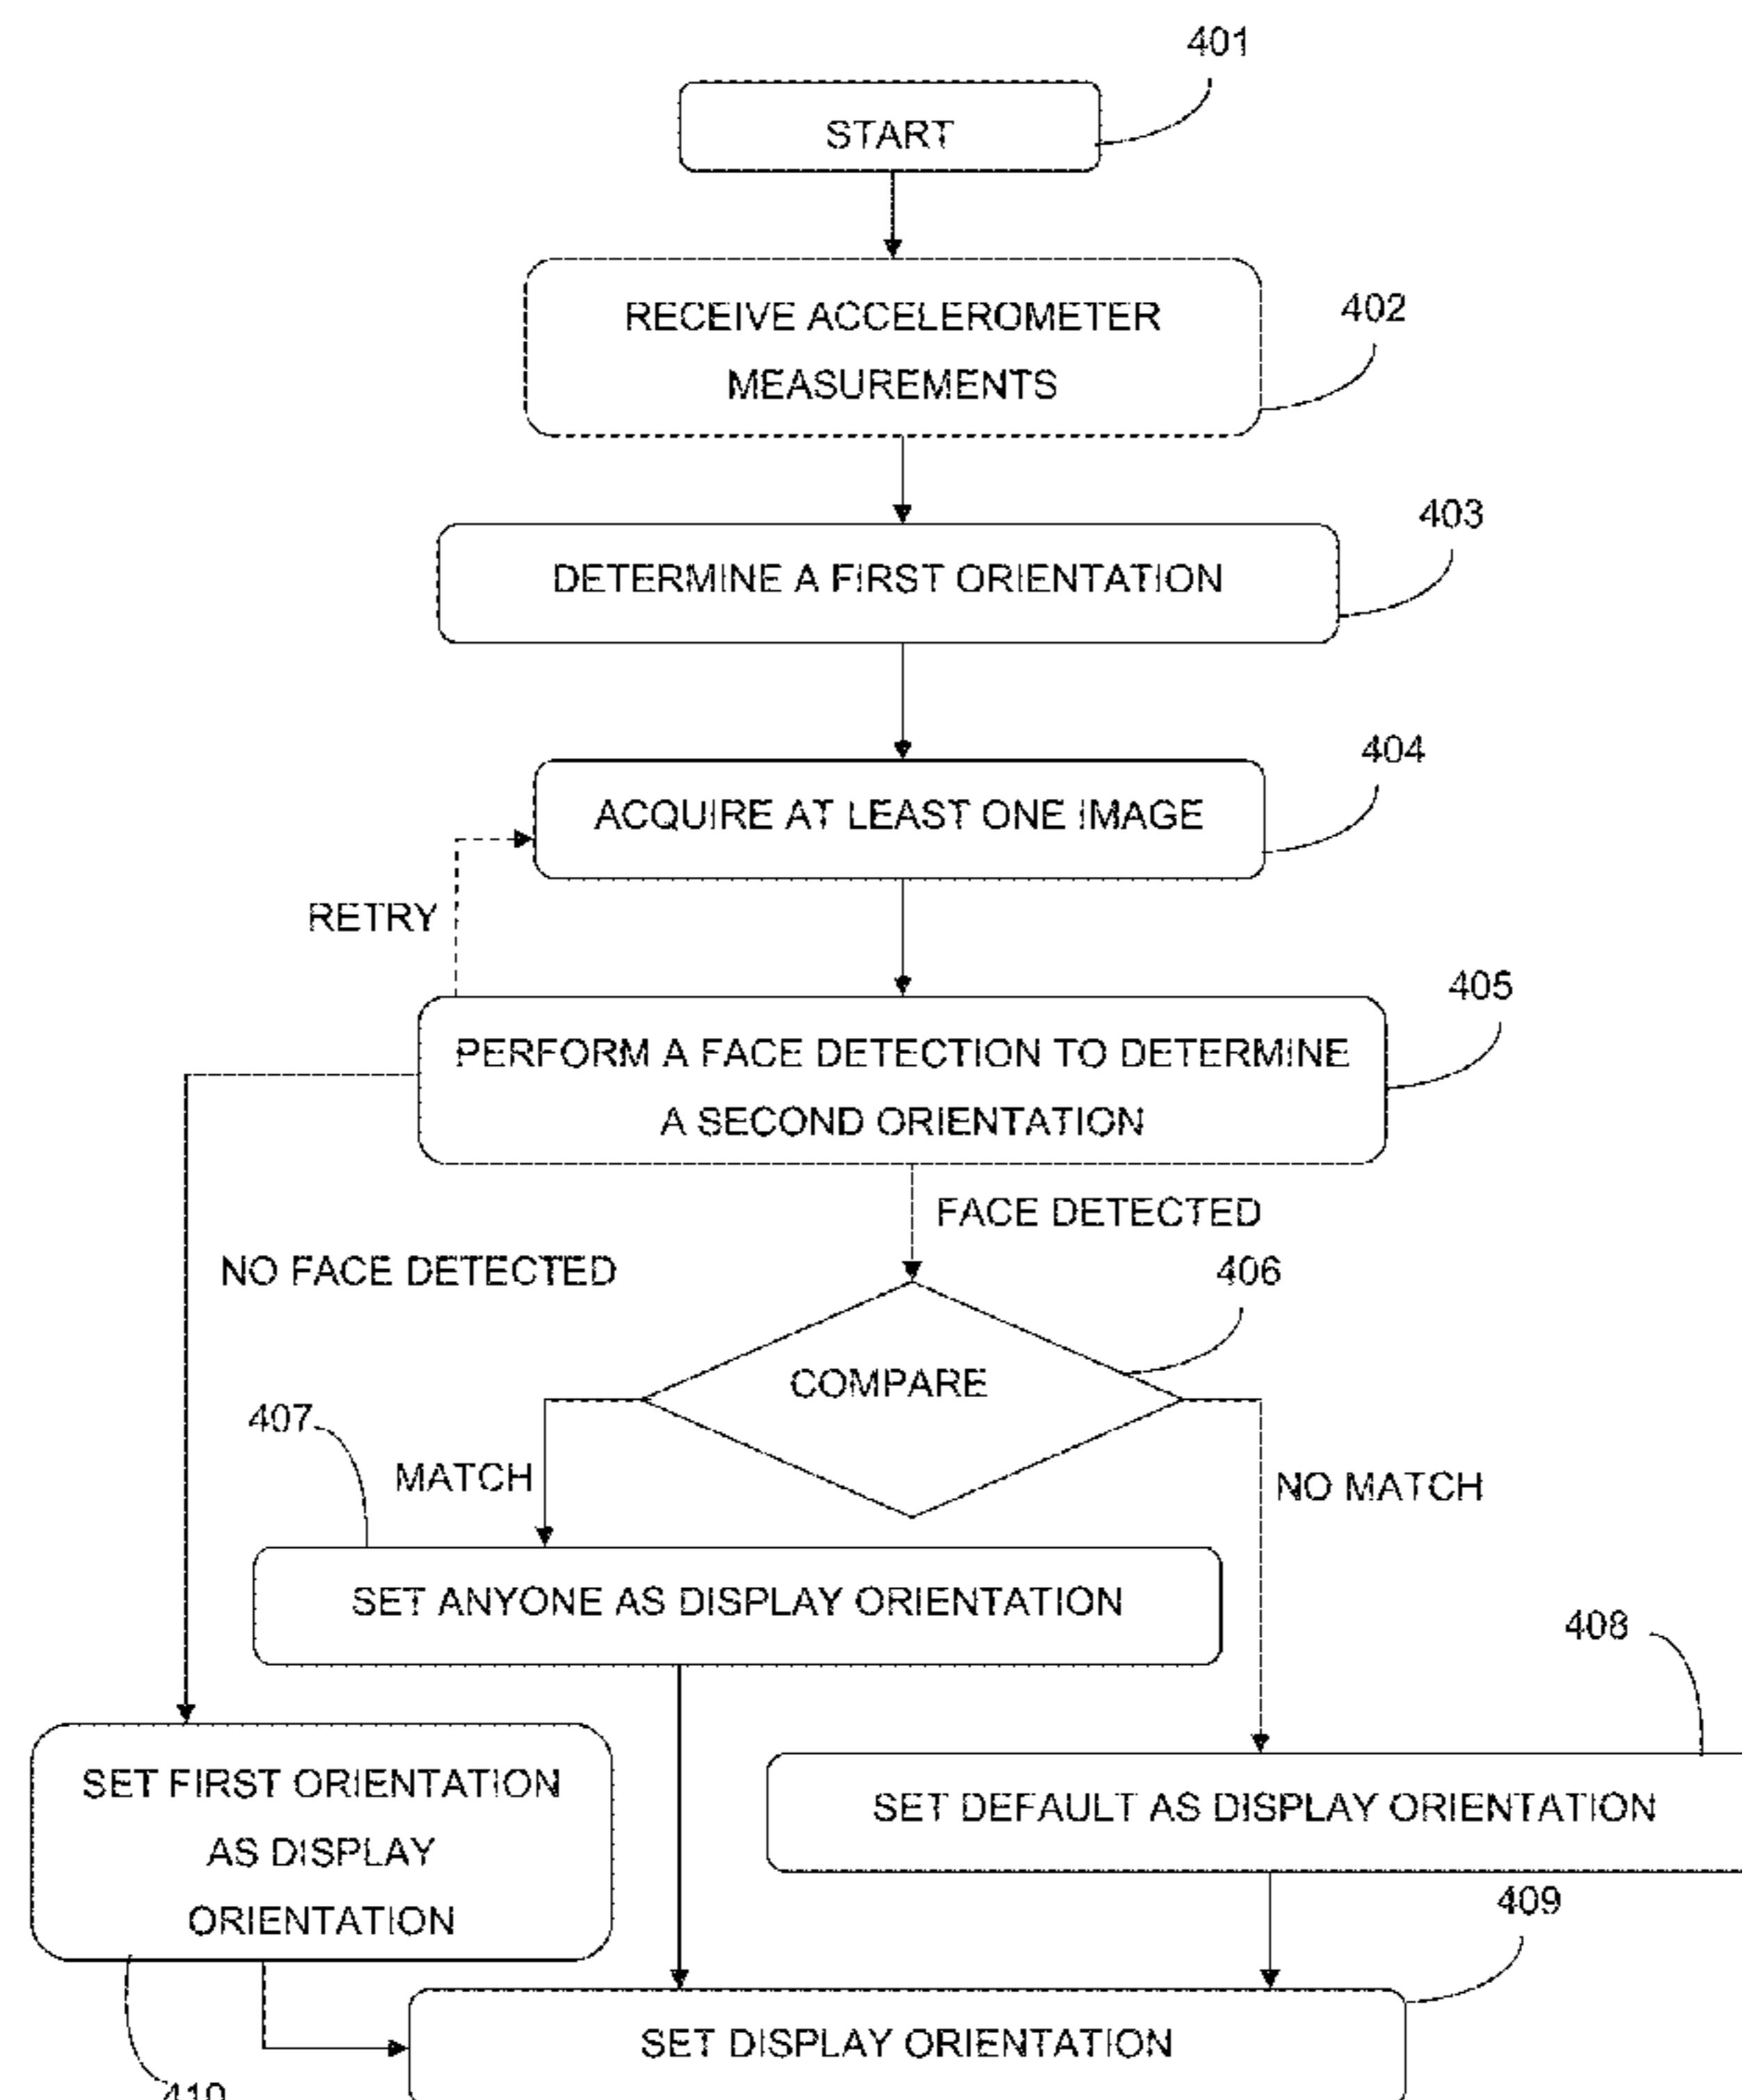 401
START
RECEIVE ACCELEROMETER
MEASUREMENTS
402
403
DETERMINE A FIRST ORIENTATION
404
ACQUIRE AT LEAST ONE IMAGE
RETRY
405
PERFORM A FACE DETECTION TO DETERMINE
A SECOND ORIENTATION
FACE DETECTED
NO FACE DETECTED
406
COMPARE
407
MATCH
NO MATCH
SET ANYONE AS DISPLAY ORIENTATION
408
SET FIRST ORIENTATION
AS DISPLAY
ORIENTATION
SET DEFAULT AS DISPLAY ORIENTATION
409
SET DISPLAY ORIENTATION
410